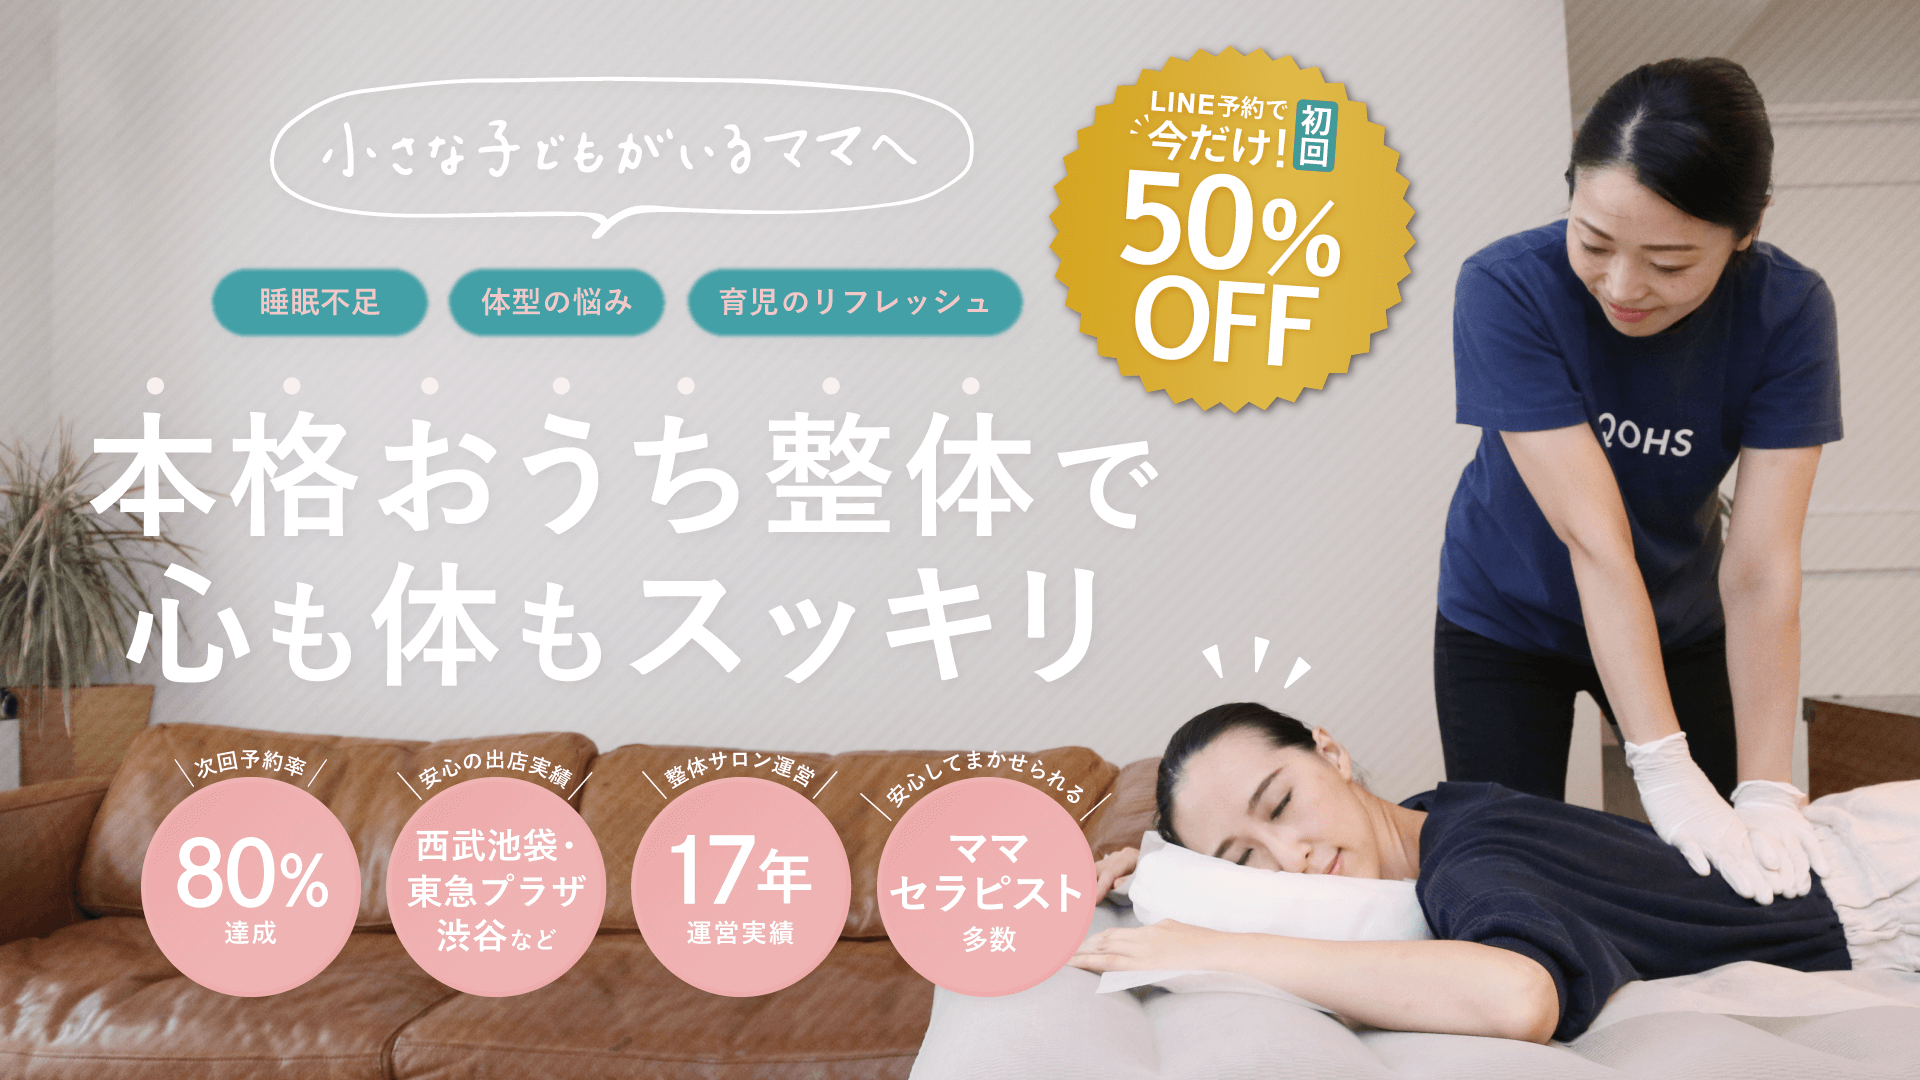 小さな子どもがいるママへ
睡眠不足
体型の悩み
育児のリフレッシュ
LINE予約で
今だけ！
初回
50%
OFF
本格おうち整体で
心も体もスッキリ
次回予約率
80%
達成
安心の出店実績
西武池袋・
東急プラザ
渋谷など
整体サロン運営
17年
運営実績
安心してまかせられる
ママ
セラピスト
多数
QOHS